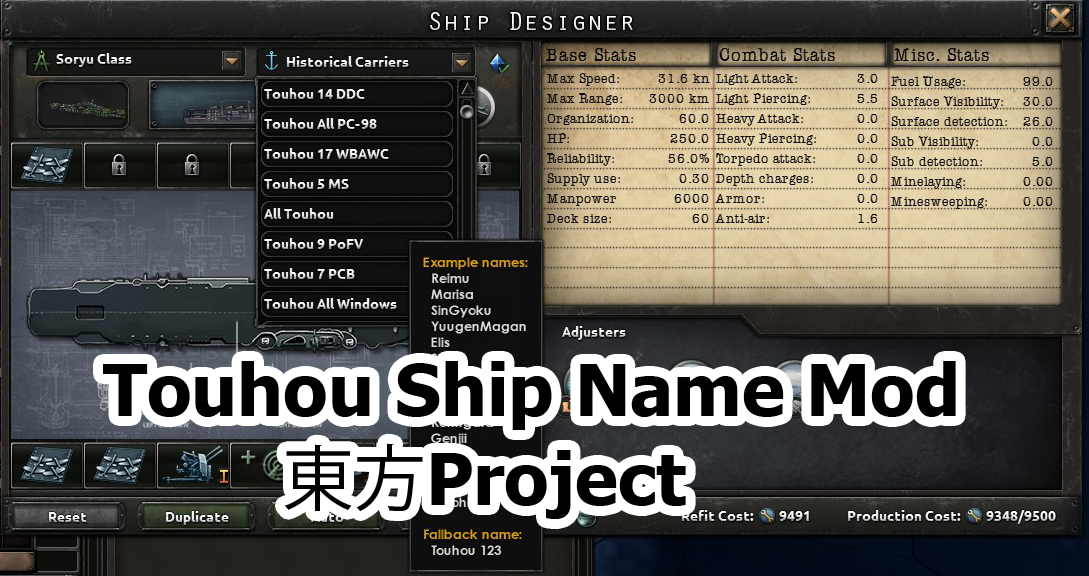 Ship Designer
Soryu Class
Historical Carriers
Touhou 14 DDC
Touhou All PC-98
Touhou 17 WBAWC
Touhou 5 MS
All Touhou
Touhou 9 PoFV
Touhou 7 PCB
Touhou All Windows
Example names:
Reimu
Marisa
SinGyoku
YuugenMagan
Elis
Genjii
Fallback name:
Touhou 123
Base Stats
Max Speed: 31.6 kn
Max Range: 3000 km
Organization: 60.0
HP: 250.0
Reliability: 56.0%
Supply use: 0.30
Manpower 6000
Deck size: 60
Combat Stats
Light Attack: 3.0
Light Piercing: 5.5
Heavy Attack: 0.0
Heavy Piercing: 0.0
Torpedo attack: 0.0
Depth charges: 0.0
Armor: 0.0
Anti-air: 1.6
Misc. Stats
Fuel Usage: 99.0
Surface Visibility: 30.0
Surface detection: 26.0
Sub Visibility: 0.0
Sub detection: 5.0
Minelaying: 0.00
Minesweeping: 0.00
Adjusters
Touhou Ship Name Mod
東方Project
I
Reset
Duplicate
Refit Cost: 9491
Production Cost: 9348/9500